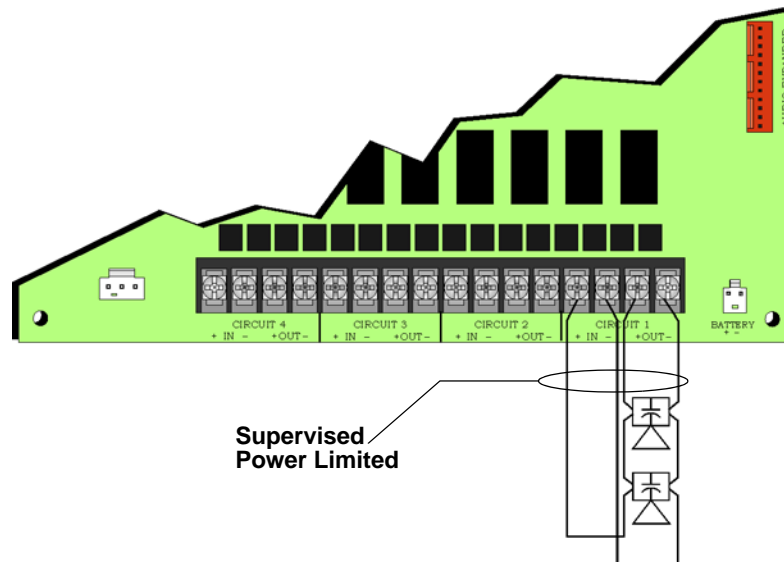 CIRCUIT 4 CIRCUIT 3 CIRCUIT 2 CIRCUIT 1 BATTERY
+ IN - +OUT- + IN - +OUT- + IN - +OUT- + IN - +OUT- + -
Supervised
Power Limited